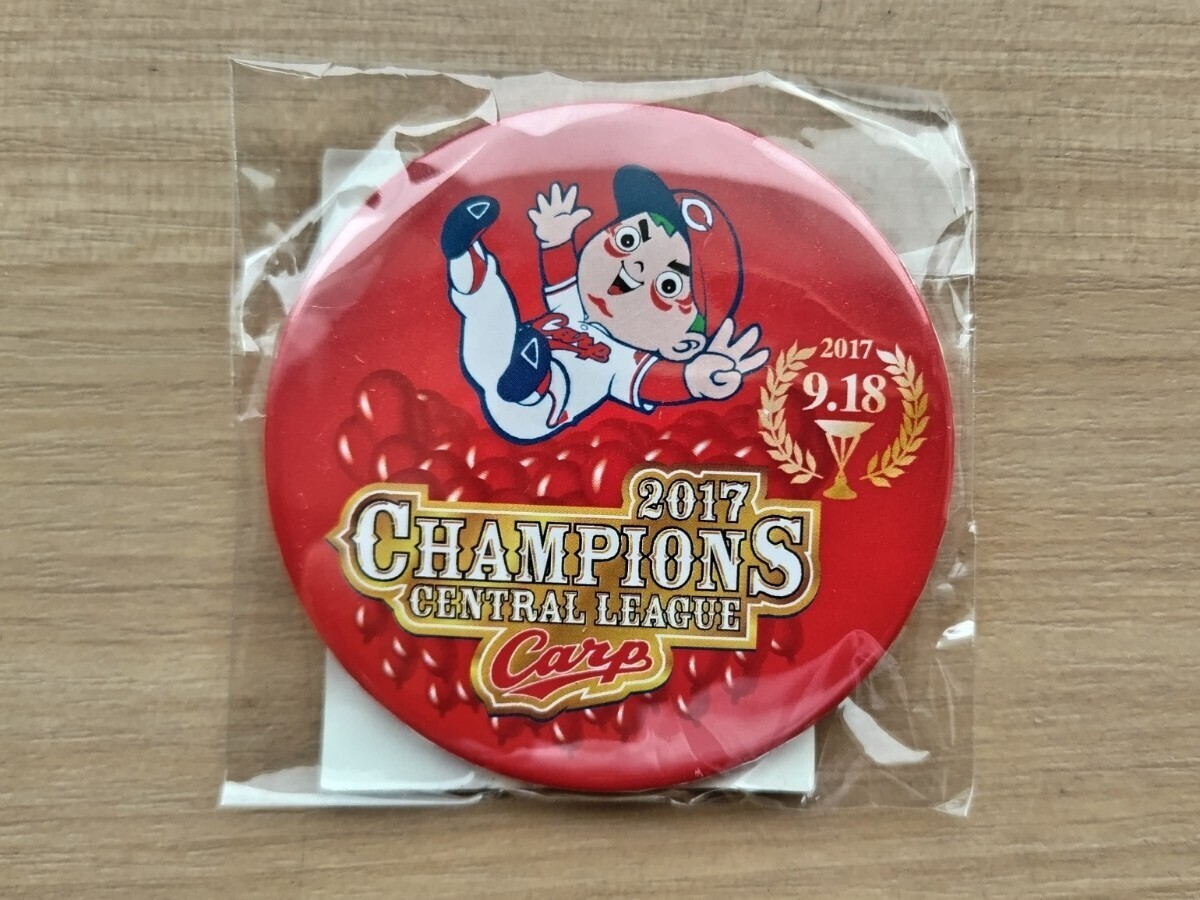 C
Carp
2017
9.18
2017
CHAMPIONS
CENTRAL LEAGUE
Carp